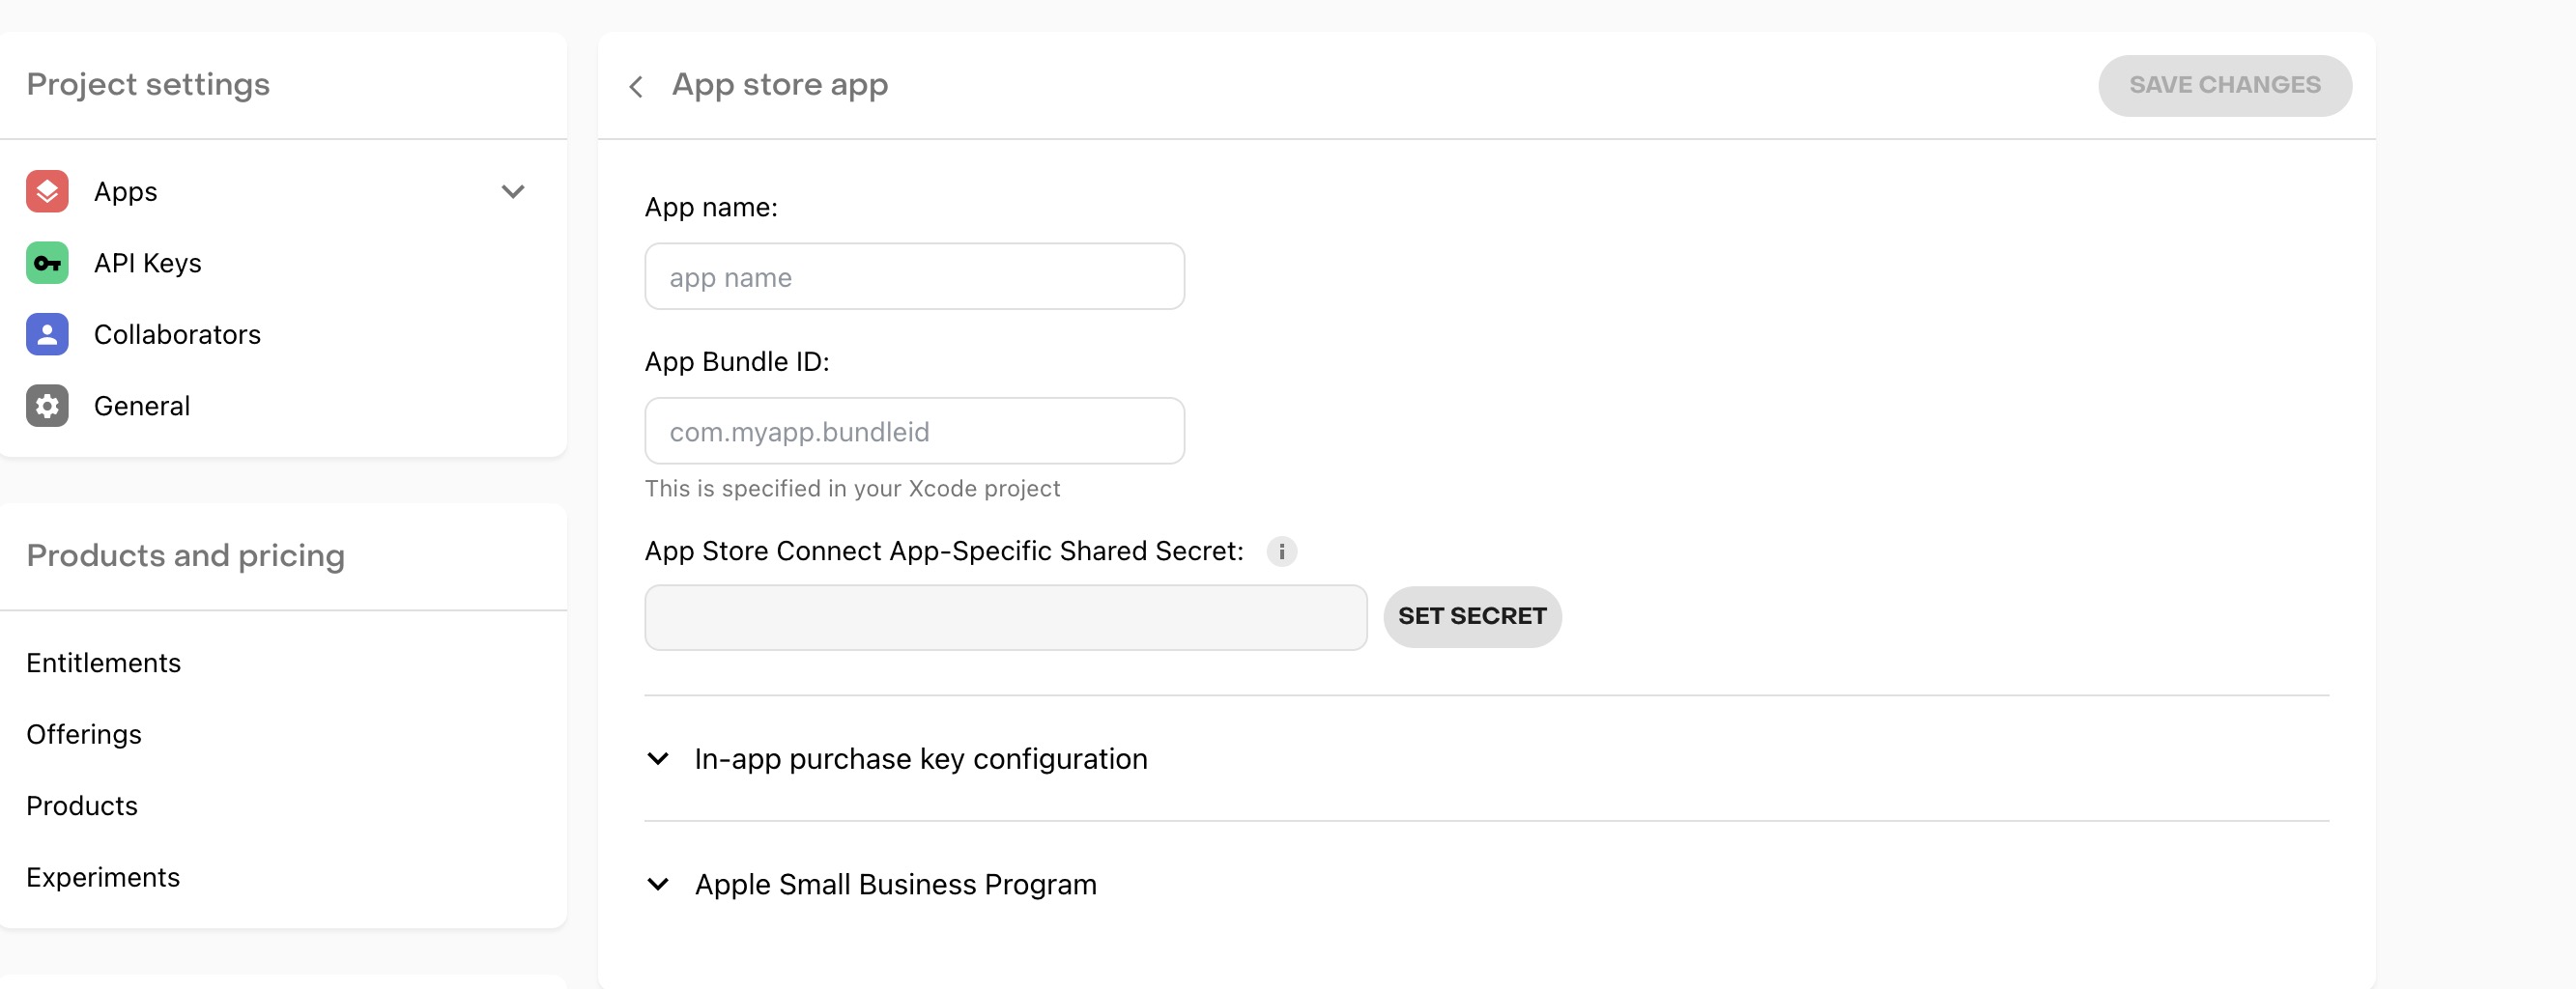 Project settings
Apps
API Keys
Collaborators
General
Products and pricing
Entitlements
Offerings
Products
Experiments
App store app
SAVE CHANGES
App name:
app name
App Bundle ID:
com.myapp.bundleid
This is specified in your Xcode project
App Store Connect App-Specific Shared Secret:
SET SECRET
In-app purchase key configuration
Apple Small Business Program